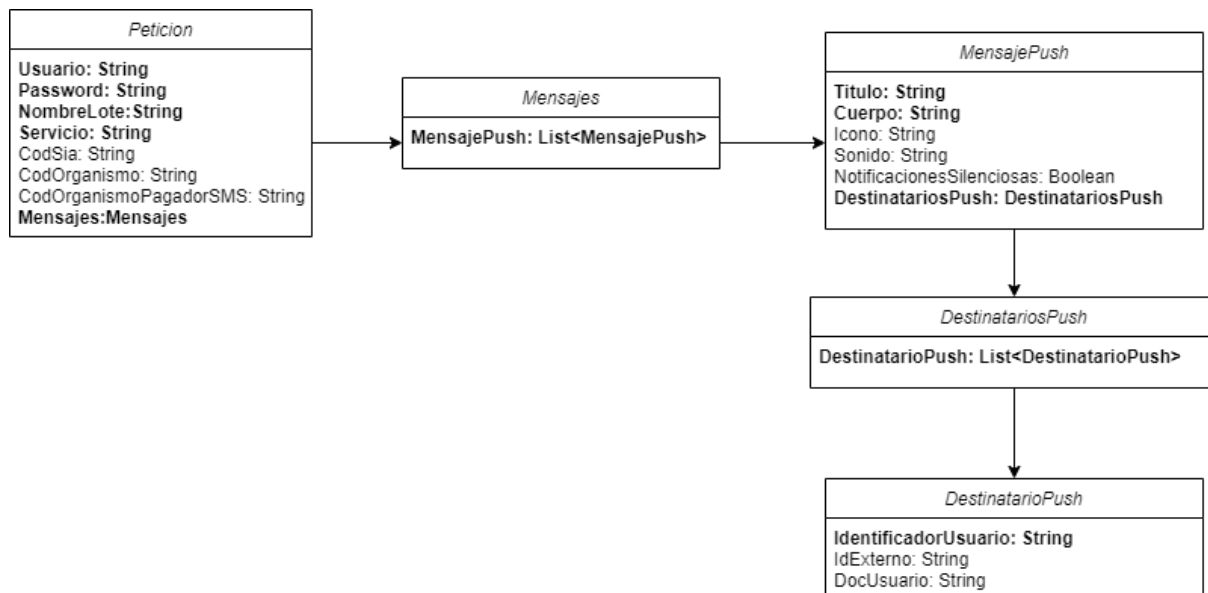 Peticion
Usuario: String
Password: String
NombreLote:String
Servicio: String
CodSia: String
CodOrganismo: String
CodOrganismoPagadorSMS: String
Mensajes:Mensajes
Mensajes
MensajePush: List<MensajePush>
MensajePush
Titulo: String
Cuerpo: String
Icono: String
Sonido: String
NotificacionesSilenciosas: Boolean
DestinatariosPush: DestinatariosPush
DestinatariosPush
DestinatarioPush: List<DestinatarioPush>
DestinatarioPush
IdentificadorUsuario: String
IdExterno: String
DocUsuario: String